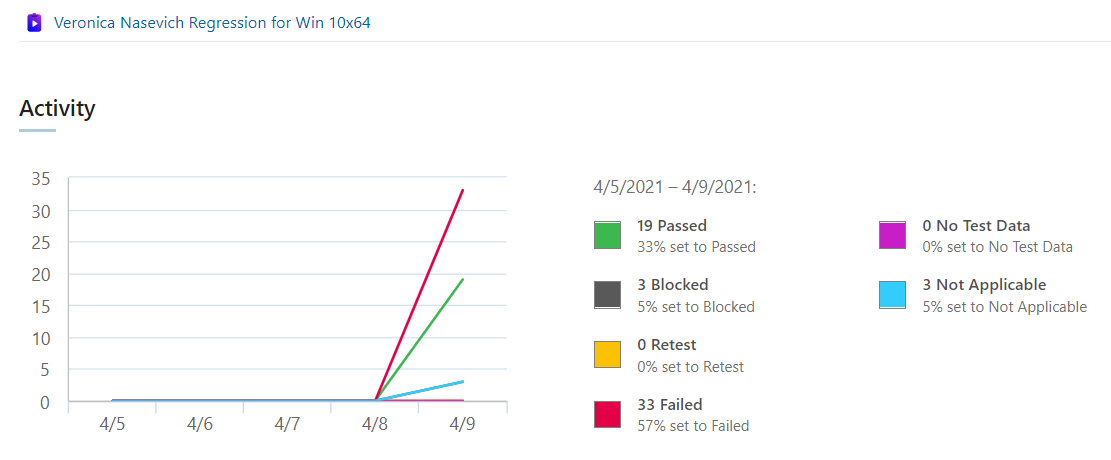 Veronica Nasevich Regression for Win 10x64
Activity
35
30
25
20
15
10
5
0
4/5 4/6 4/7 4/8 4/9
4/5/2021 – 4/9/2021:
19 Passed
33% set to Passed
3 Blocked
5% set to Blocked
0 Retest
0% set to Retest
33 Failed
57% set to Failed
0 No Test Data
0% set to No Test Data
3 Not Applicable
5% set to Not Applicable